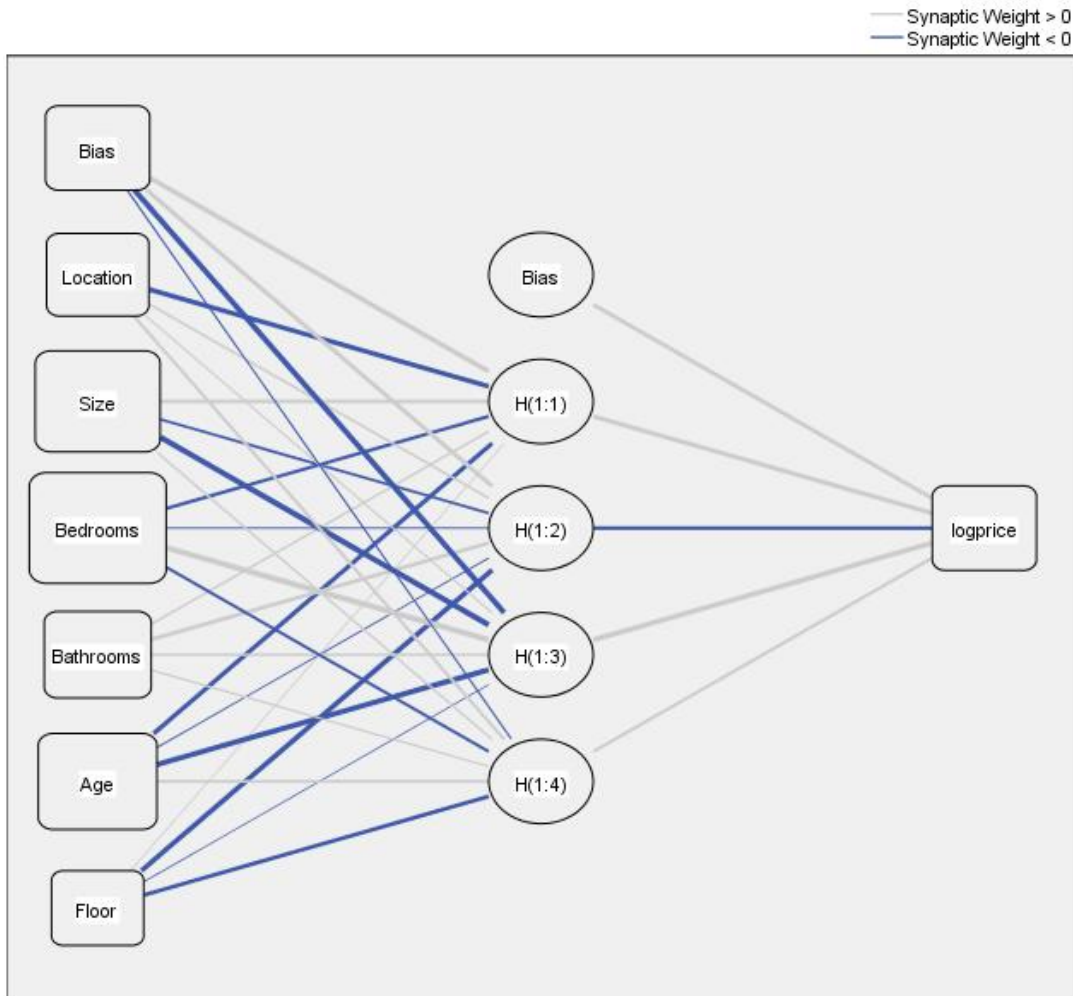 Synaptic Weight > 0
Synaptic Weight < 0
Bias
Location
Size
Bedrooms
Bathrooms
Age
Floor
Bias
H(1:1)
H(1:2)
H(1:3)
H(1:4)
logprice